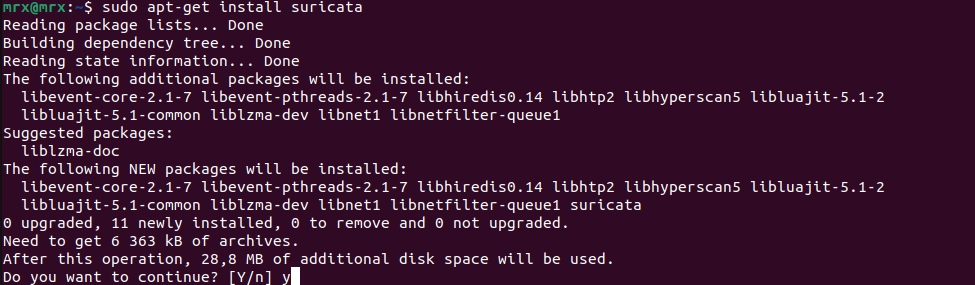 mrx@mrx:~$ sudo apt-get install suricata
Reading package lists... Done
Building dependency tree... Done
Reading state information... Done
The following additional packages will be installed:
  libevent-core-2.1-7 libevent-pthreads-2.1-7 libhiredis0.14 libhtp2 libhyperscan5 libluajit-5.1-2
  libluajit-5.1-common liblzma-dev libnet1 libnetfilter-queue1
Suggested packages:
  liblzma-doc
The following NEW packages will be installed:
  libevent-core-2.1-7 libevent-pthreads-2.1-7 libhiredis0.14 libhtp2 libhyperscan5 libluajit-5.1-2
  libluajit-5.1-common liblzma-dev libnet1 libnetfilter-queue1 suricata
0 upgraded, 11 newly installed, 0 to remove and 0 not upgraded.
Need to get 6 363 kB of archives.
After this operation, 28,8 MB of additional disk space will be used.
Do you want to continue? [Y/n] y